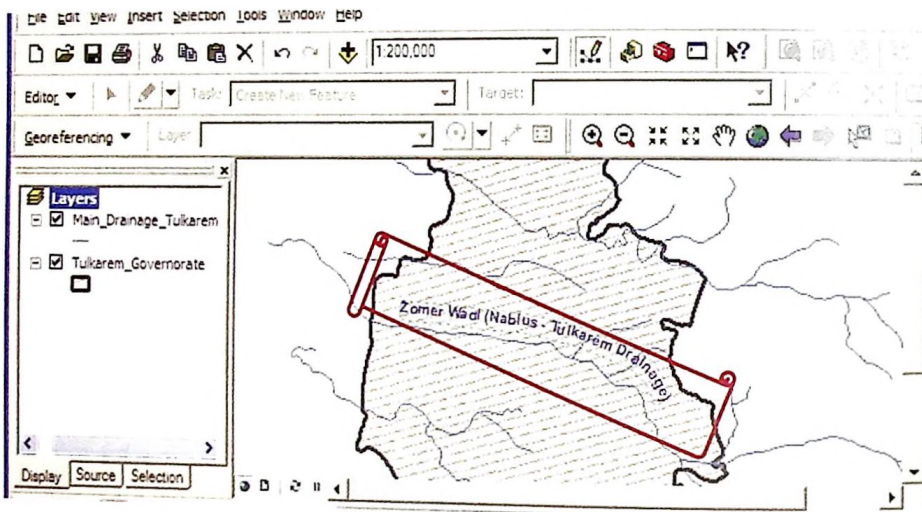 File Edit View Insert Selection Tools Window Help
1:200,000
Editor Task: Create New Feature Target:
Georeferencing Layer
Layers
Main_Drainage_Tulkarem
Tulkarem_Governorate
Zomer Wadi (Nablus - Tulkarem Drainage)
Display Source Selection